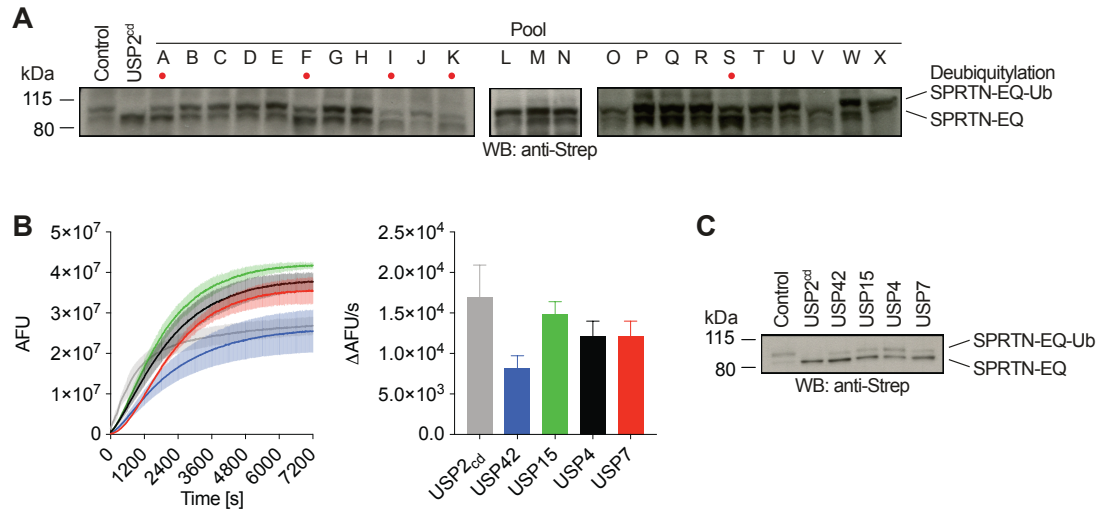 A
Pool
Control
USP2ᶜᵈ
A B C D E F G H I J K L M N O P Q R S T U V W X
kDa
115
80
Deubiquitylation
SPRTN-EQ-Ub
SPRTN-EQ
WB: anti-Strep
B
AFU
5×10⁷
4×10⁷
3×10⁷
2×10⁷
1×10⁷
0
0 1200 2400 3600 4800 6000 7200
Time [s]
ΔAFU/s
2.5×10⁴
2.0×10⁴
1.5×10⁴
1.0×10⁴
5.0×10³
0.0
USP2cd USP42 USP15 USP4 USP7
C
Control USP2ᶜᵈ USP42 USP15 USP4 USP7
kDa
115
80
SPRTN-EQ-Ub
SPRTN-EQ
WB: anti-Strep